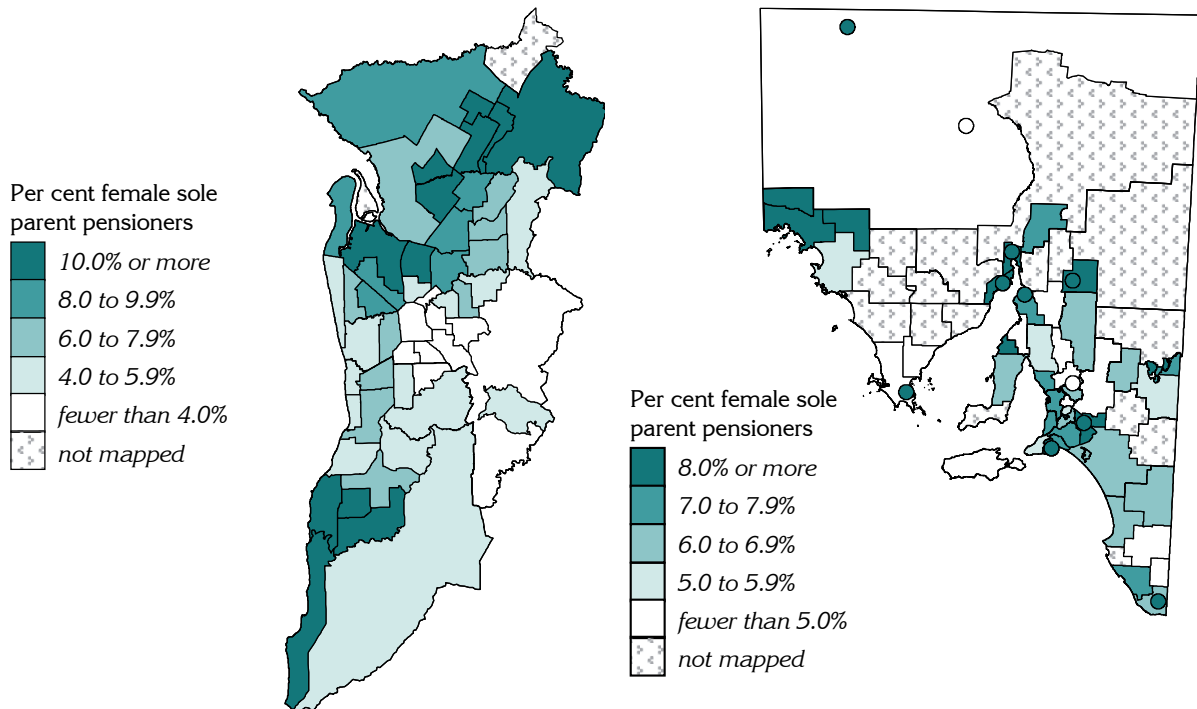 Per cent female sole
parent pensioners
10.0% or more
8.0 to 9.9%
6.0 to 7.9%
4.0 to 5.9%
fewer than 4.0%
not mapped
Per cent female sole
parent pensioners
8.0% or more
7.0 to 7.9%
6.0 to 6.9%
5.0 to 5.9%
fewer than 5.0%
not mapped